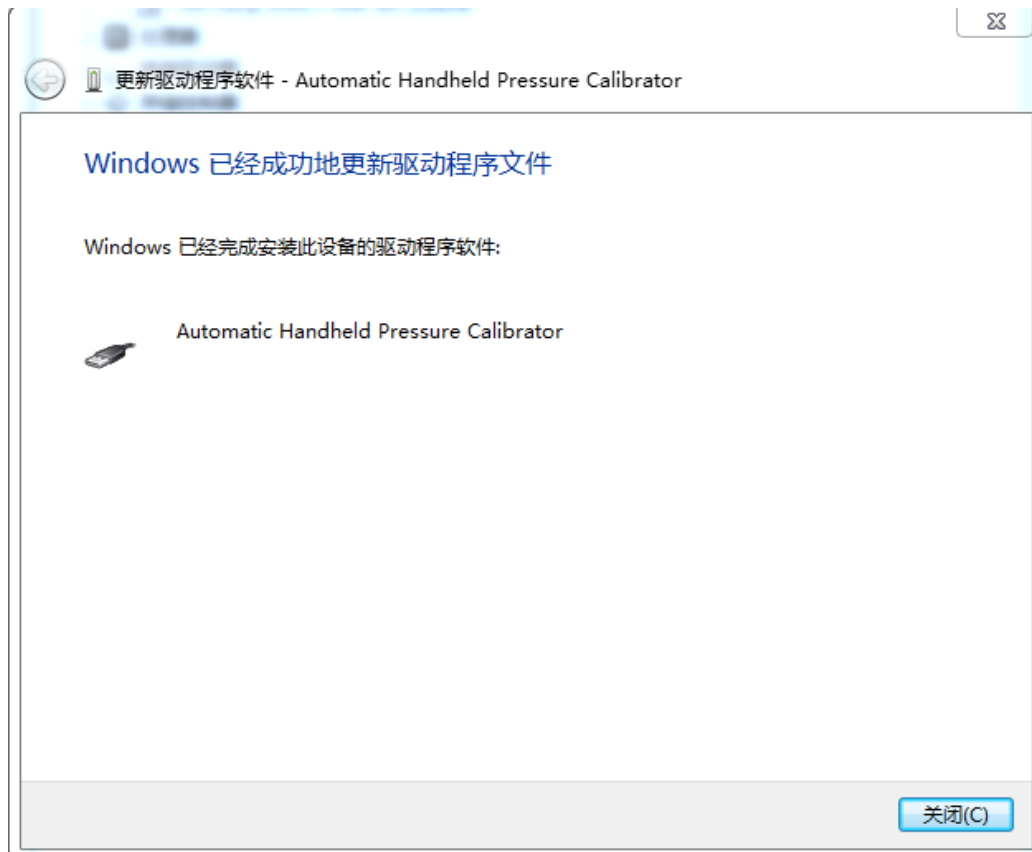 更新驱动程序软件 - Automatic Handheld Pressure Calibrator
Windows 已经成功地更新驱动程序文件
Windows 已经完成安装此设备的驱动程序软件:
Automatic Handheld Pressure Calibrator
关闭(C)